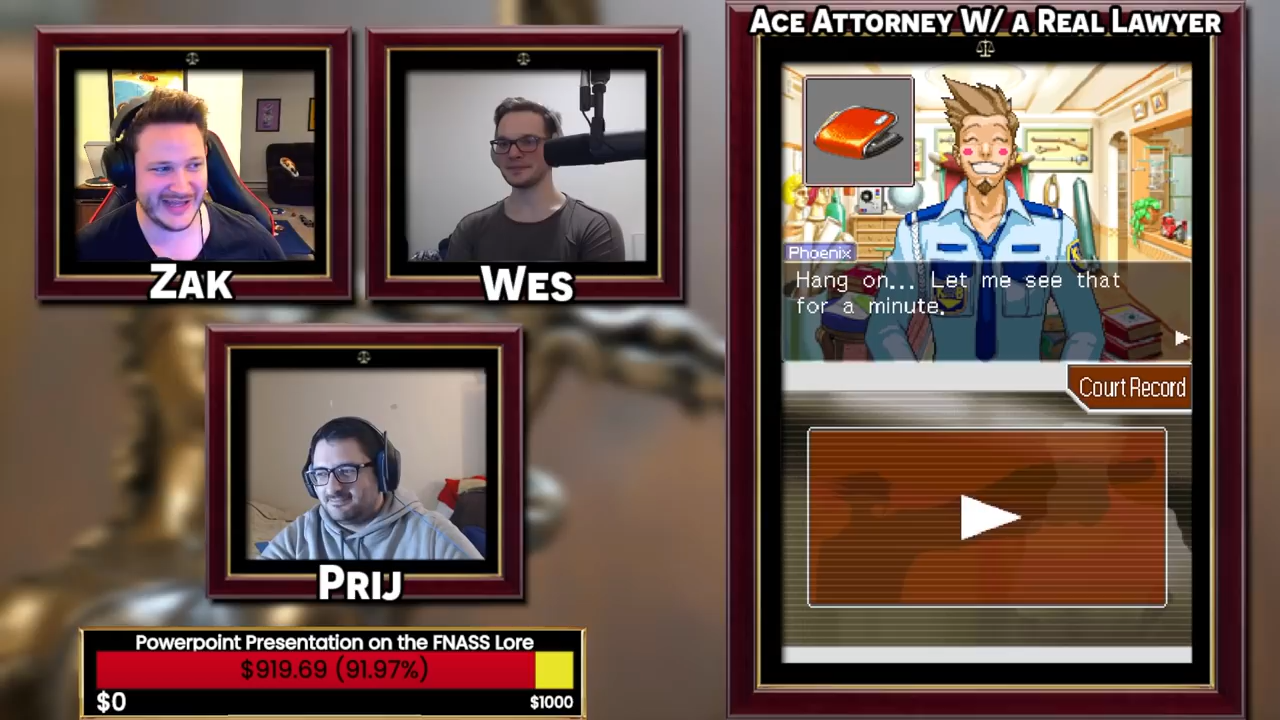 Ace Attorney W/ a Real Lawyer
Zak
Wes
Phoenix
Hang on... Let me see that
for a minute.
Court Record
Prij
Powerpoint Presentation on the FNASS Lore
$919.69 (91.97%)
$0
$1000